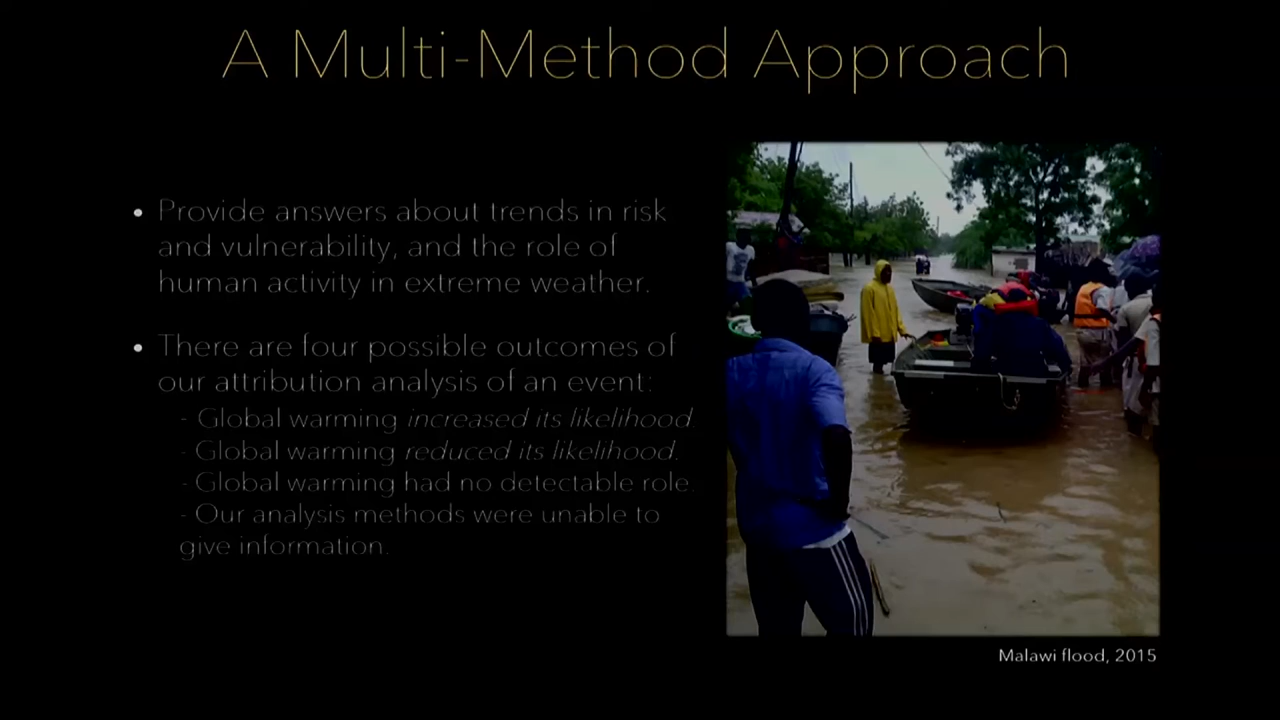 A Multi-Method Approach
• Provide answers about trends in risk
and vulnerability, and the role of
human activity in extreme weather.
• There are four possible outcomes of
our attribution analysis of an event:
- Global warming increased its likelihood
- Global warming reduced its likelihood.
- Global warming had no detectable role.
- Our analysis methods were unable to
give information.
Malawi flood, 2015